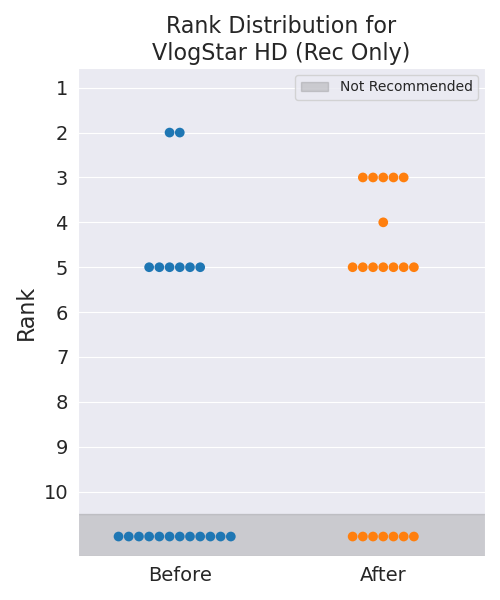 Rank Distribution for
VlogStar HD (Rec Only)
Not Recommended
1
2
3
4
5
6
7
8
9
10
Rank
Before
After